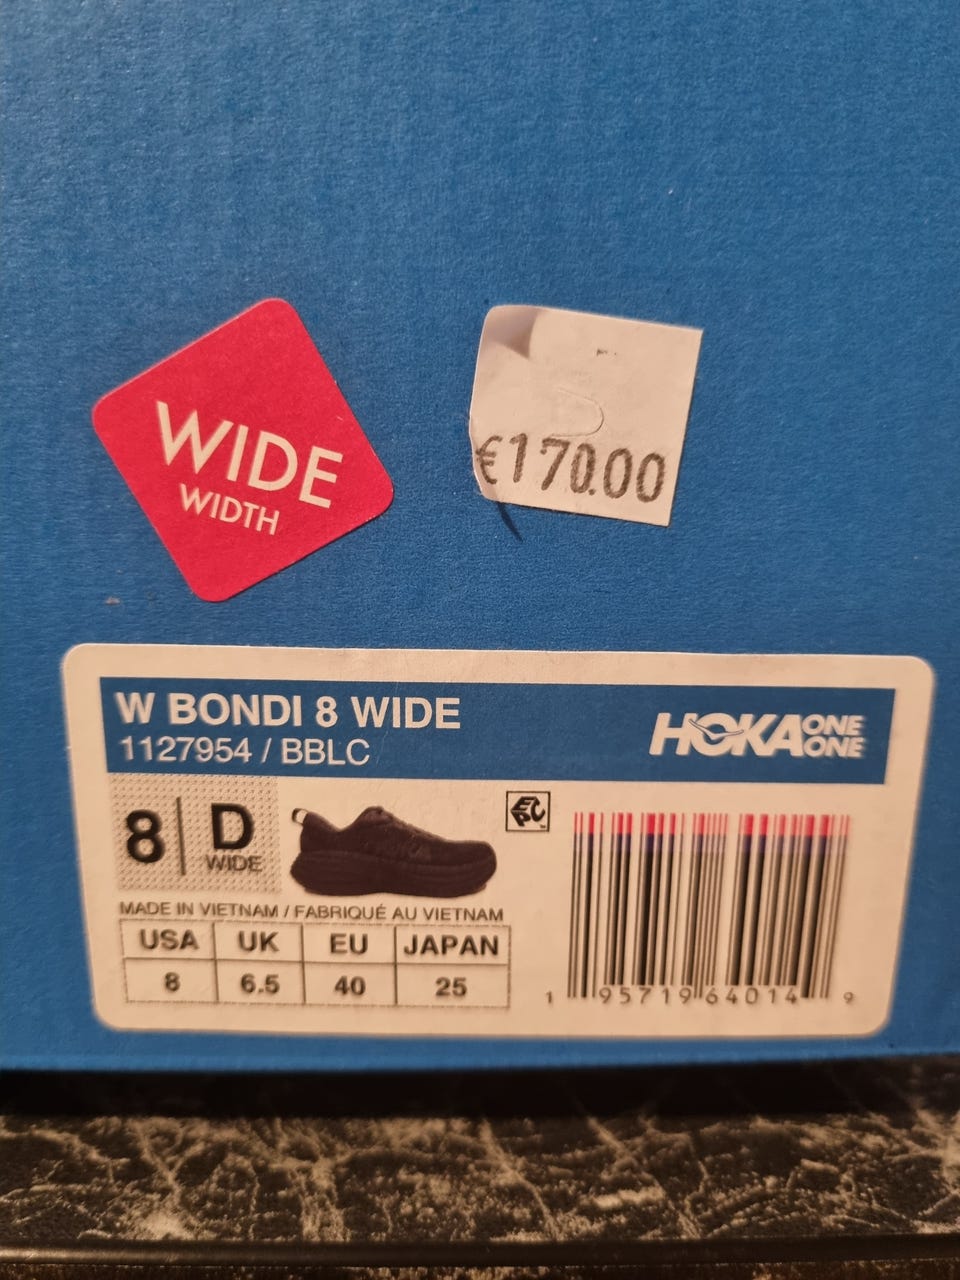 WIDE
WIDTH
€170.00
W BONDI 8 WIDE
1127954 / BBLC
HOKA ONE ONE
8 D
WIDE
EPC
MADE IN VIETNAM / FABRIQUÉ AU VIETNAM
USA UK EU JAPAN
8 6.5 40 25
1 95719 64014 9